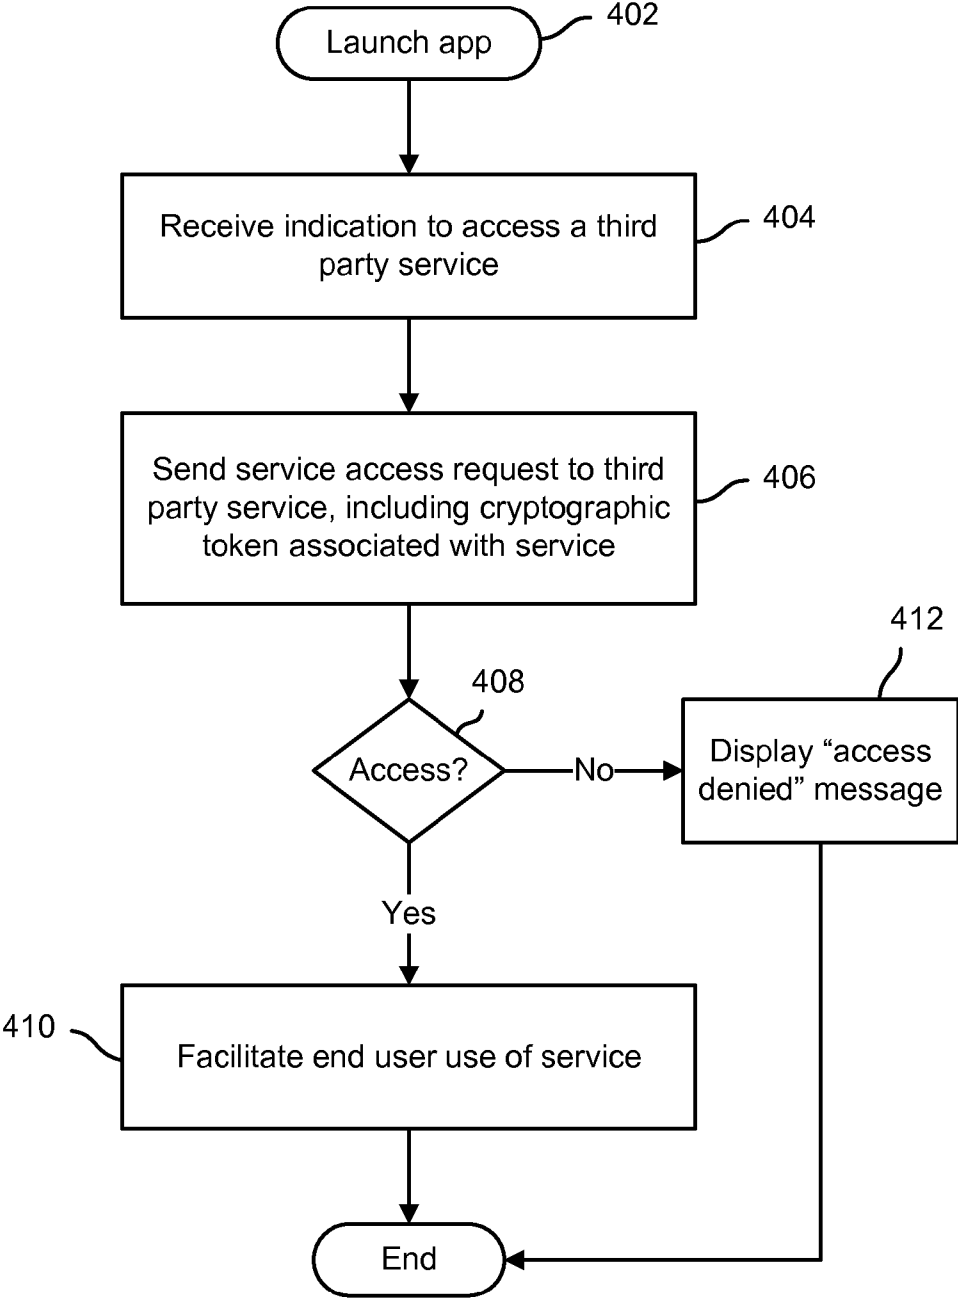 Launch app
402
Receive indication to access a third
party service
404
Send service access request to third
party service, including cryptographic
token associated with service
406
408
Access?
No
412
Display “access
denied” message
Yes
410
Facilitate end user use of service
End